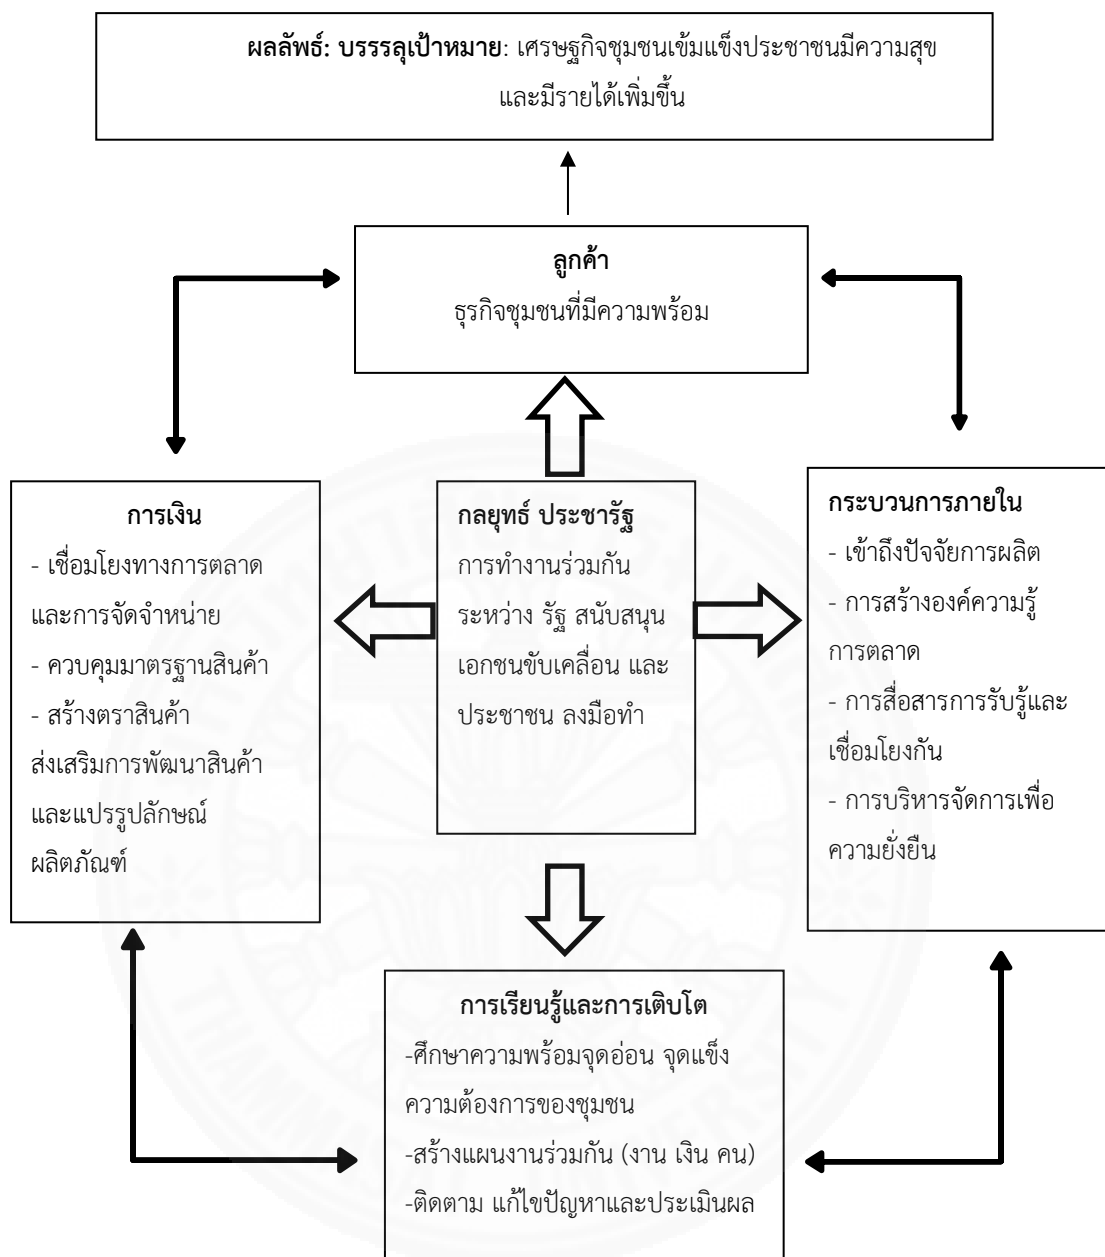 ผลลัพธ์: บรรรลุเป้าหมาย: เศรษฐกิจชุมชนเข้มแข็งประชาชนมีความสุข
และมีรายได้เพิ่มขึ้น
ลูกค้า
ธุรกิจชุมชนที่มีความพร้อม
การเงิน
- เชื่อมโยงทางการตลาด
และการจัดจำหน่าย
- ควบคุมมาตรฐานสินค้า
- สร้างตราสินค้า
ส่งเสริมการพัฒนาสินค้า
และแปรรูปลักษณ์
ผลิตภัณฑ์
กลยุทธ์ ประชารัฐ
การทำงานร่วมกัน
ระหว่าง รัฐ สนับสนุน
เอกชนขับเคลื่อน และ
ประชาชน ลงมือทำ
กระบวนการภายใน
- เข้าถึงปัจจัยการผลิต
- การสร้างองค์ความรู้
การตลาด
- การสื่อสารการรับรู้และ
เชื่อมโยงกัน
- การบริหารจัดการเพื่อ
ความยั่งยืน
การเรียนรู้และการเติบโต
-ศึกษาความพร้อมจุดอ่อน จุดแข็ง
ความต้องการของชุมชน
-สร้างแผนงานร่วมกัน (งาน เงิน คน)
-ติดตาม แก้ไขปัญหาและประเมินผล